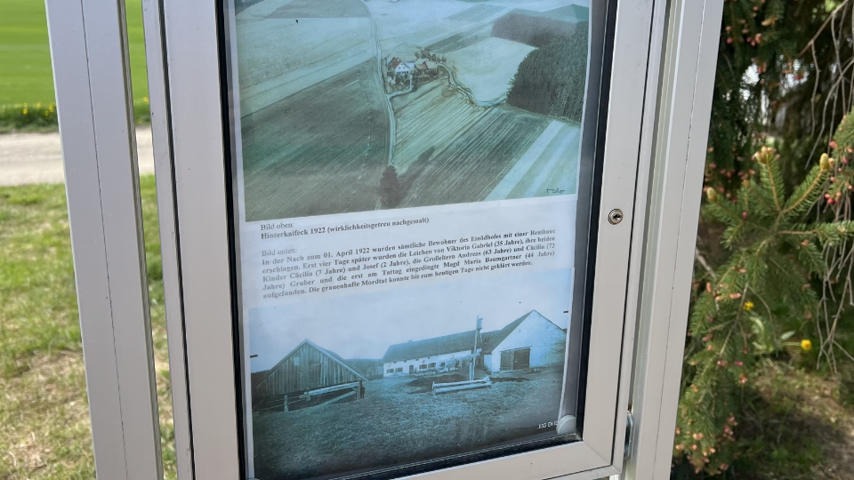 Bild oben
Hinterkaifeck 1922 (wirklichkeitsgetreu nachgestalt)
Bild unten:
In der Nach zum 01. April 1922 wurden sämtliche Bewohner des Einödhofes mit einer Reuthaue
erschlagen. Erst vier Tage später wurden die Leichen von Viktoria Gabriel (35 Jahre), ihre beiden
Kinder Cäcilia (7 Jahre) und Josef (2 Jahre), die Großeltern Andreas (63 Jahre) und Cäcilia (72
Jahre) Gruber und die erst am Tattag eingedingte Magd Maria Baumgartner (44 Jahre)
aufgefunden. Die grauenhafte Mordtat konnte bis zum heutigen Tage nicht geklärt werden.